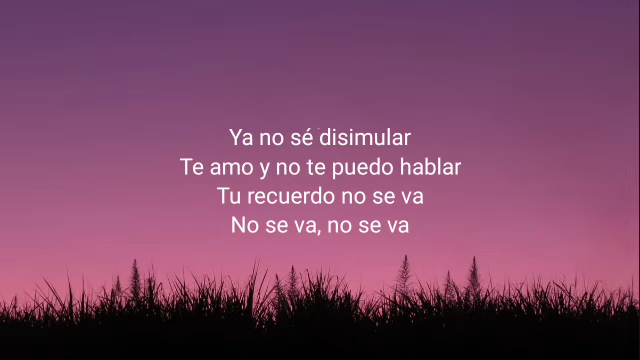 Ya no sé disimular
Te amo y no te puedo hablar
Tu recuerdo no se va
No se va, no se va